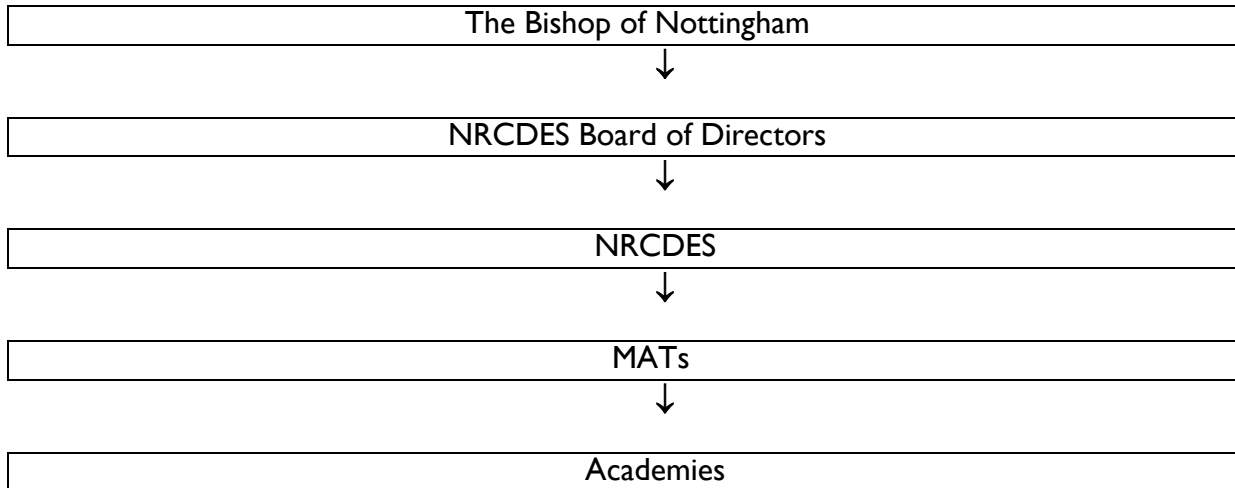 The Bishop of Nottingham
↓
NRCDES Board of Directors
↓
NRCDES
↓
MATs
↓
Academies